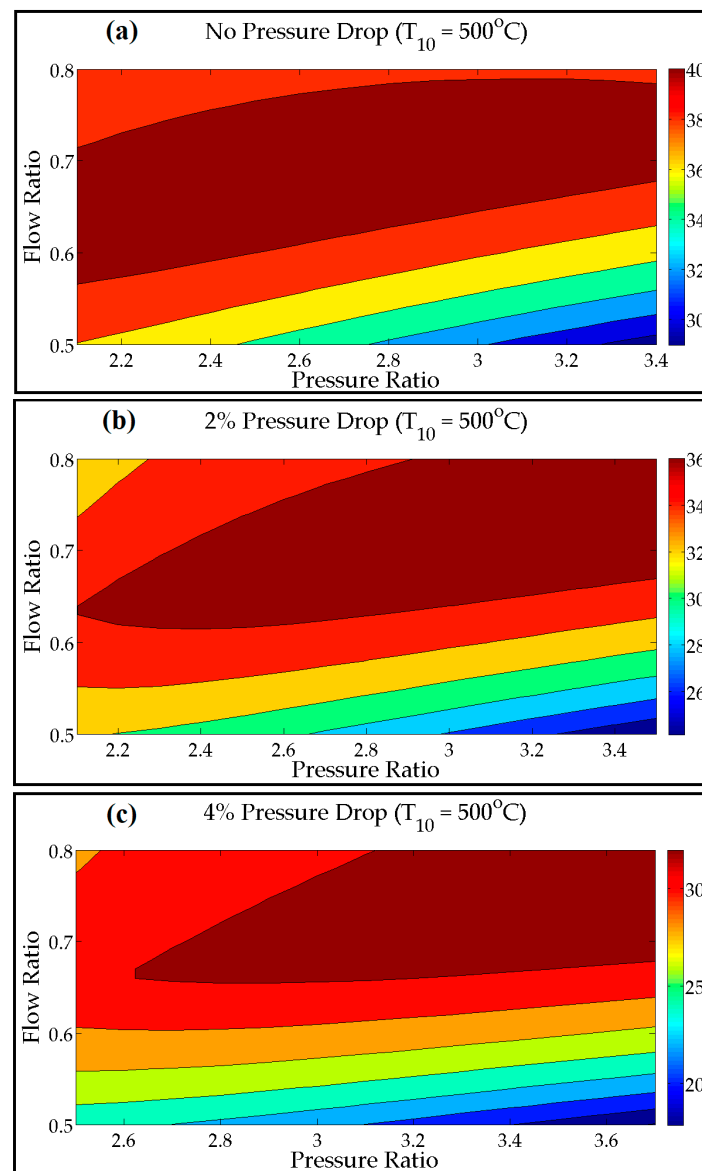 (a) No Pressure Drop (T10 = 500°C)
0.8
0.7
0.6
0.5
Flow Ratio
2.2 2.4 2.6 2.8 3 3.2 3.4
Pressure Ratio
40
38
36
34
32
30
(b) 2% Pressure Drop (T10 = 500°C)
0.8
0.7
0.6
0.5
Flow Ratio
2.2 2.4 2.6 2.8 3 3.2 3.4
Pressure Ratio
36
34
32
30
28
26
(c) 4% Pressure Drop (T10 = 500°C)
0.8
0.7
0.6
0.5
Flow Ratio
2.6 2.8 3 3.2 3.4 3.6
Pressure Ratio
30
28
26
24
22
20